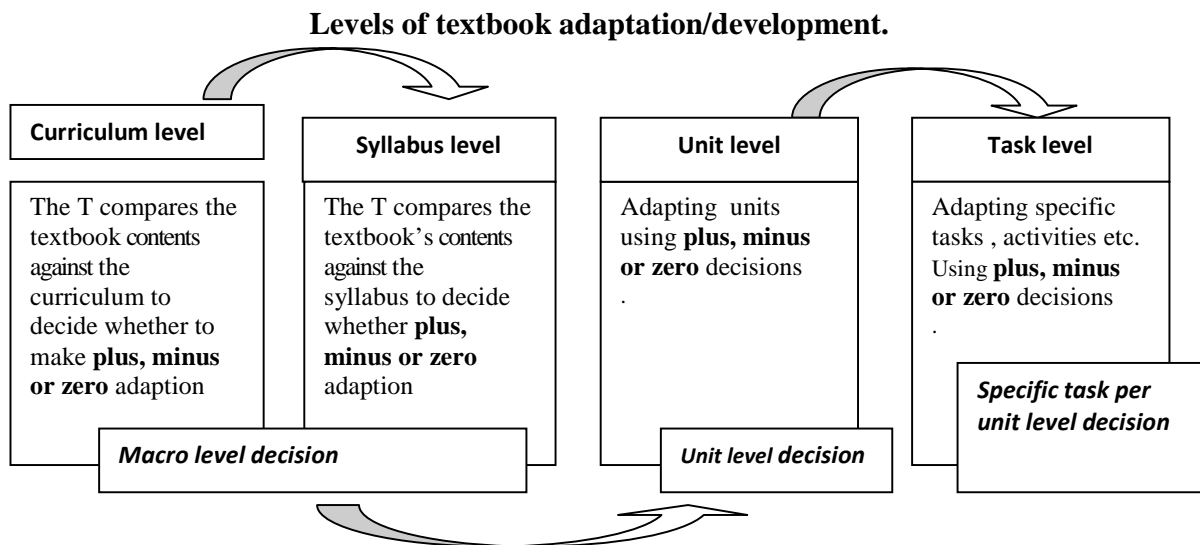 Levels of textbook adaptation/development.
Curriculum level
The T compares the
textbook contents
against the
curriculum to
decide whether to
make plus, minus
or zero adaption
Syllabus level
The T compares the
textbook's contents
against the
syllabus to decide
whether plus,
minus or zero
adaption
Macro level decision
Unit level
Adapting units
using plus, minus
or zero decisions
.
Unit level decision
Task level
Adapting specific
tasks , activities etc.
Using plus, minus
or zero decisions
.
Specific task per
unit level decision